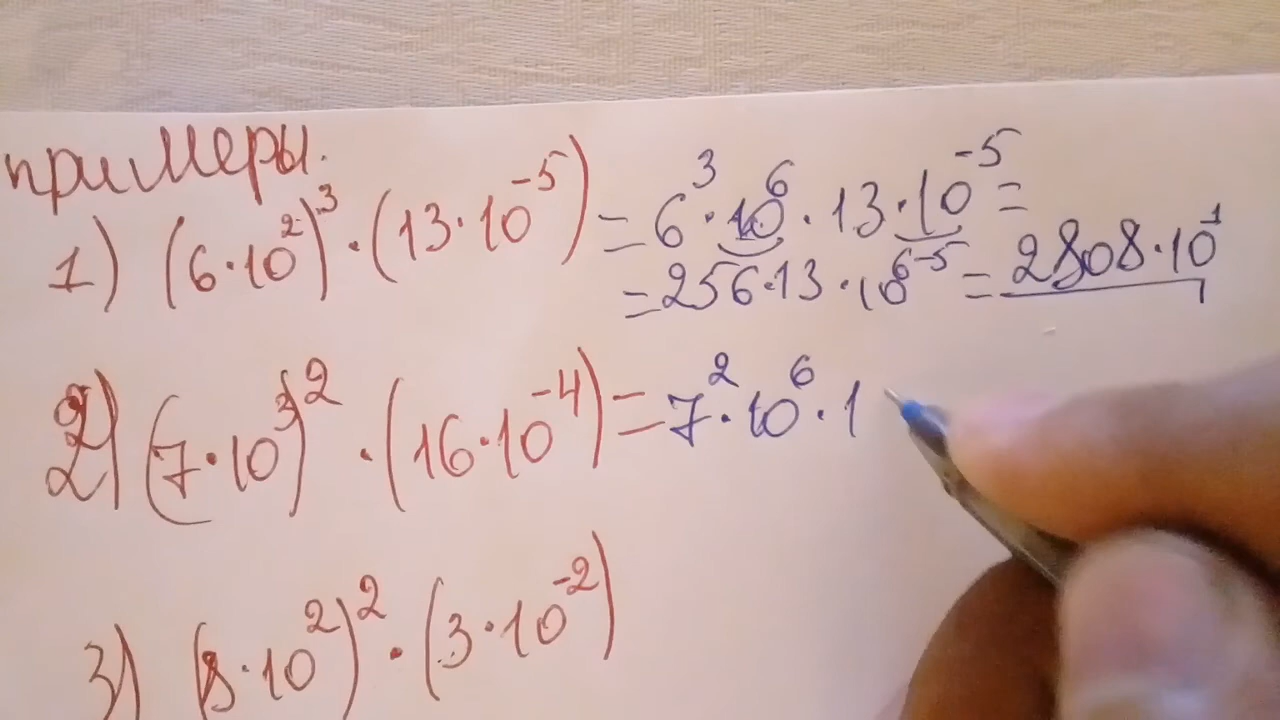 примеры.
1) (6·10²)³·(13·10⁻⁵) = 6³·10⁶·13·10⁻⁵ =
= 256·13·10⁶⁻⁵ = 2808·10¹
2) (7·10³)²·(16·10⁻⁴) = 7²·10⁶·1
3) (8·10²)²·(3·10⁻²)